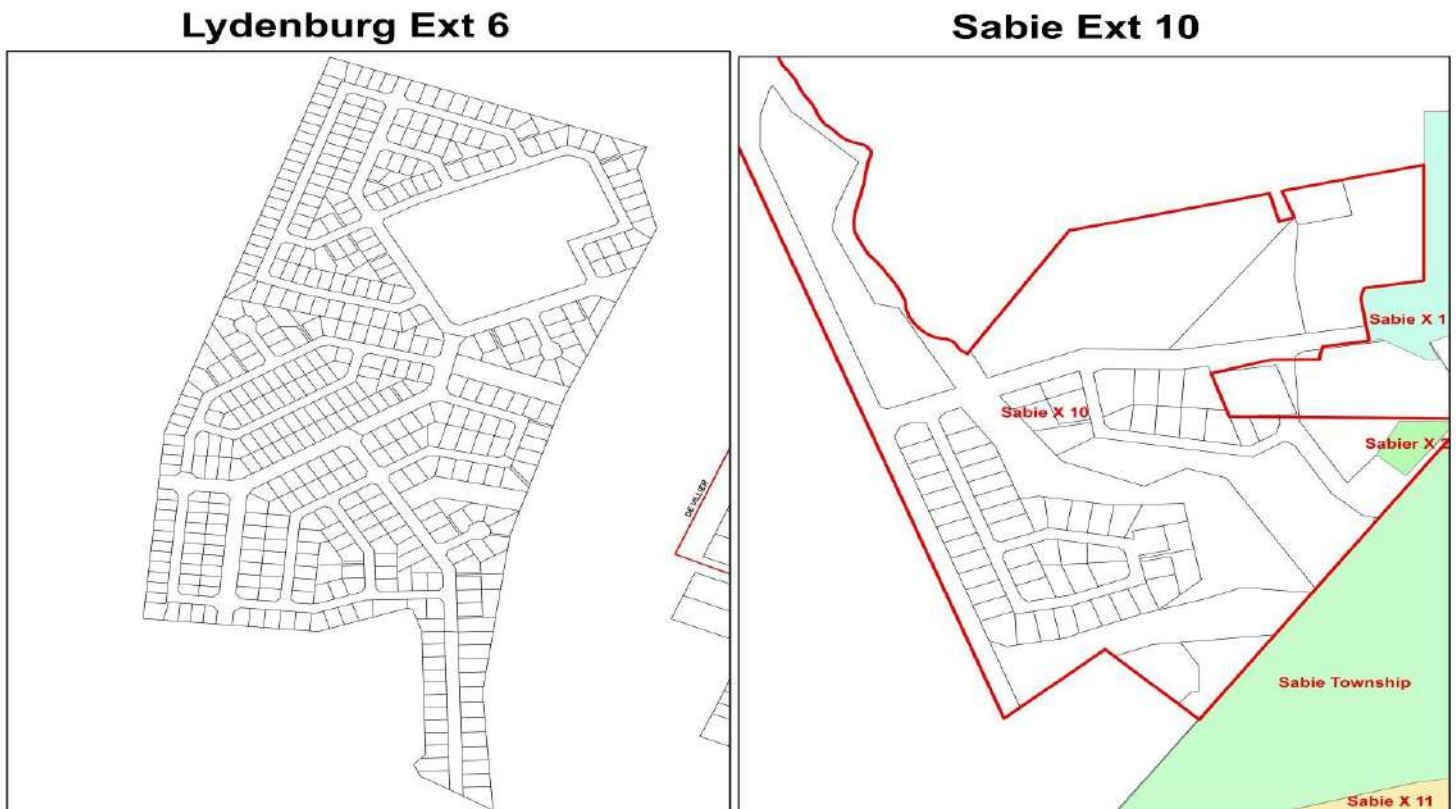 Lydenburg Ext 6
Sabie Ext 10
DE VILLIER
Sabie X 1
Sabie X 10
Sabier X 2
Sabie Township
Sabie X 11